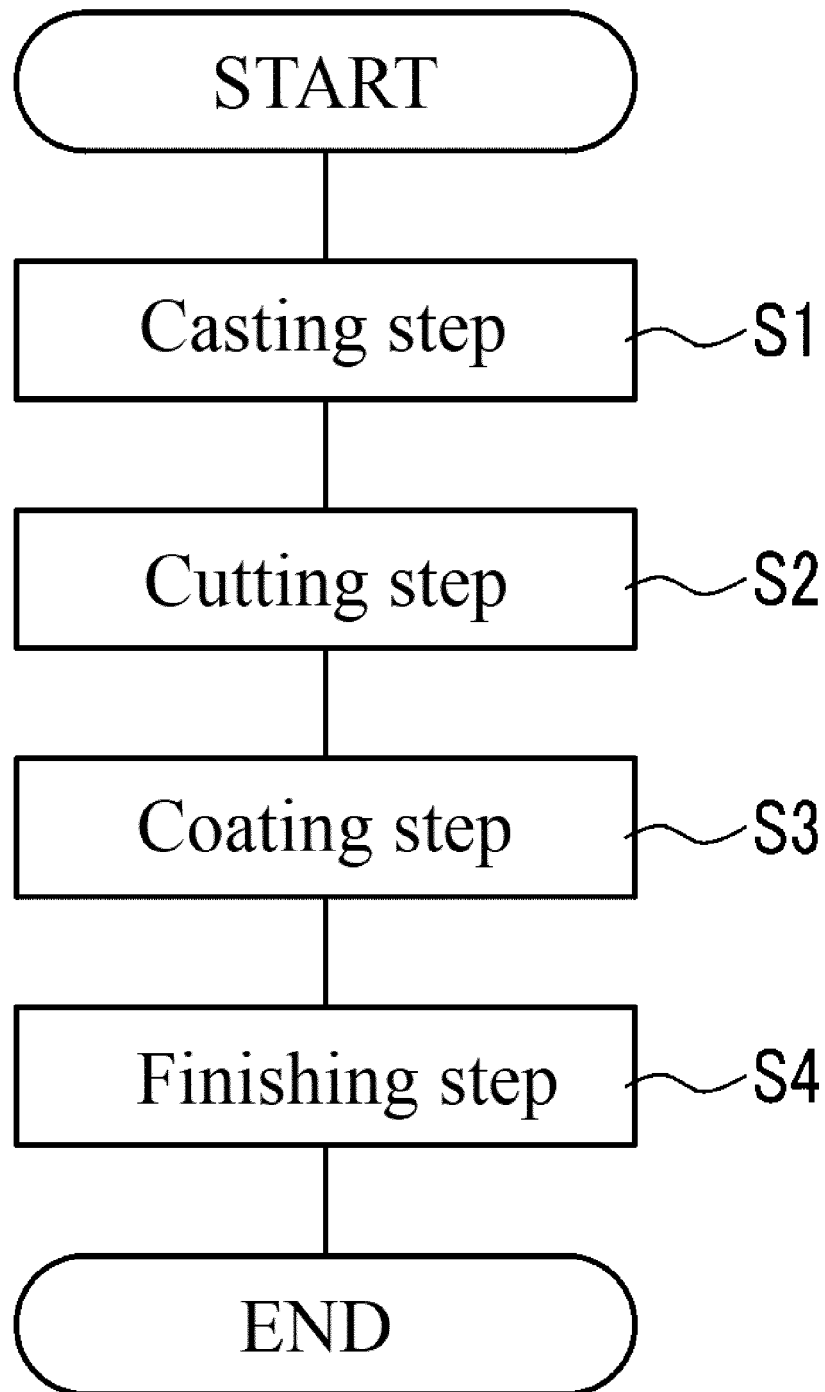 START
Casting step
S1
Cutting step
S2
Coating step
S3
Finishing step
S4
END